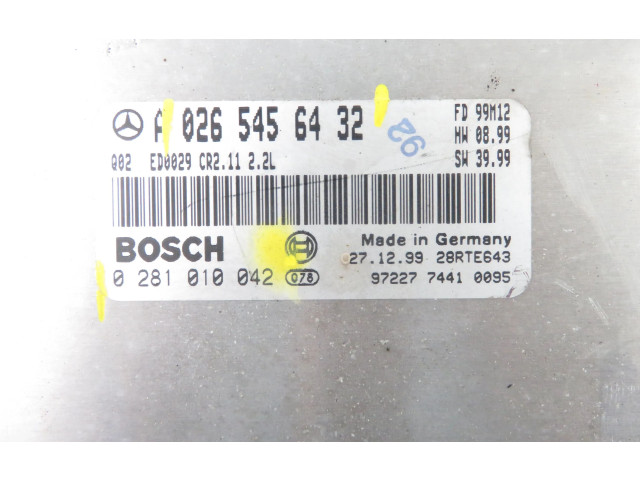 A 026 545 64 32
FD 99M12
HW 08.99
Q02 ED0029 CR2.11 2.2L
SW 39.99
92
BOSCH
Made in Germany
27.12.99 20RTE643
0 281 010 042 078
97227 7441 0095